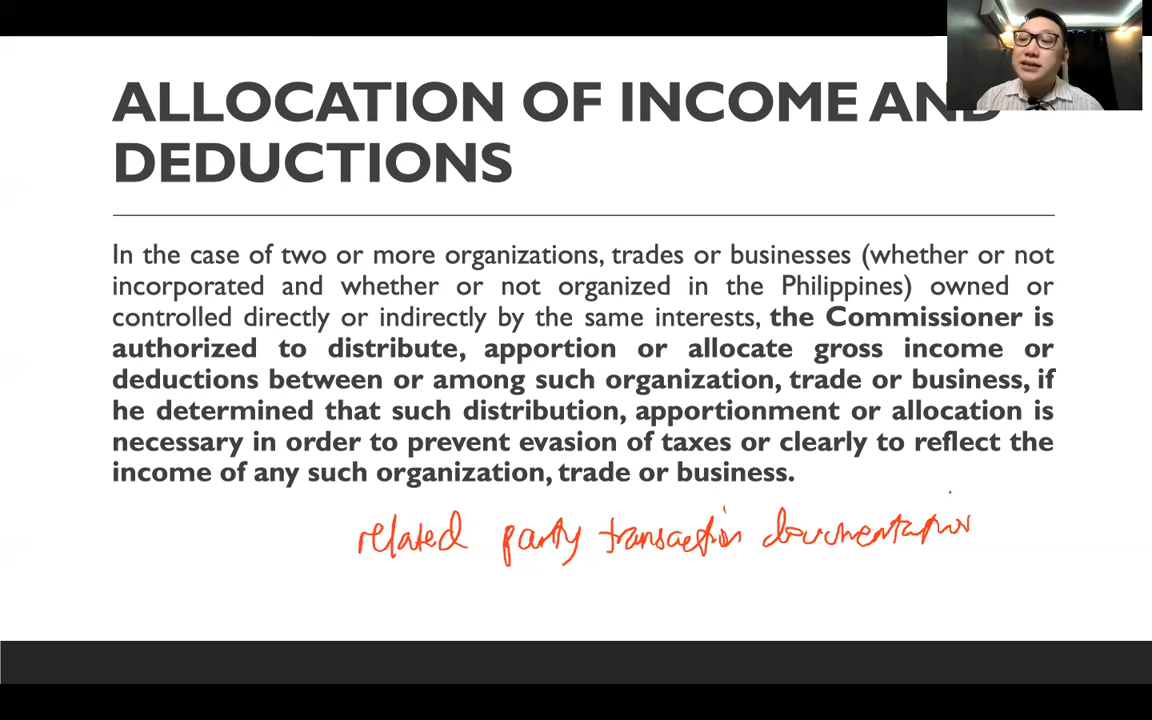 ALLOCATION OF INCOME AND
DEDUCTIONS
In the case of two or more organizations, trades or businesses (whether or not
incorporated and whether or not organized in the Philippines) owned or
controlled directly or indirectly by the same interests, the Commissioner is
authorized to distribute, apportion or allocate gross income or
deductions between or among such organization, trade or business, if
he determined that such distribution, apportionment or allocation is
necessary in order to prevent evasion of taxes or clearly to reflect the
income of any such organization, trade or business.
related party transaction documentation